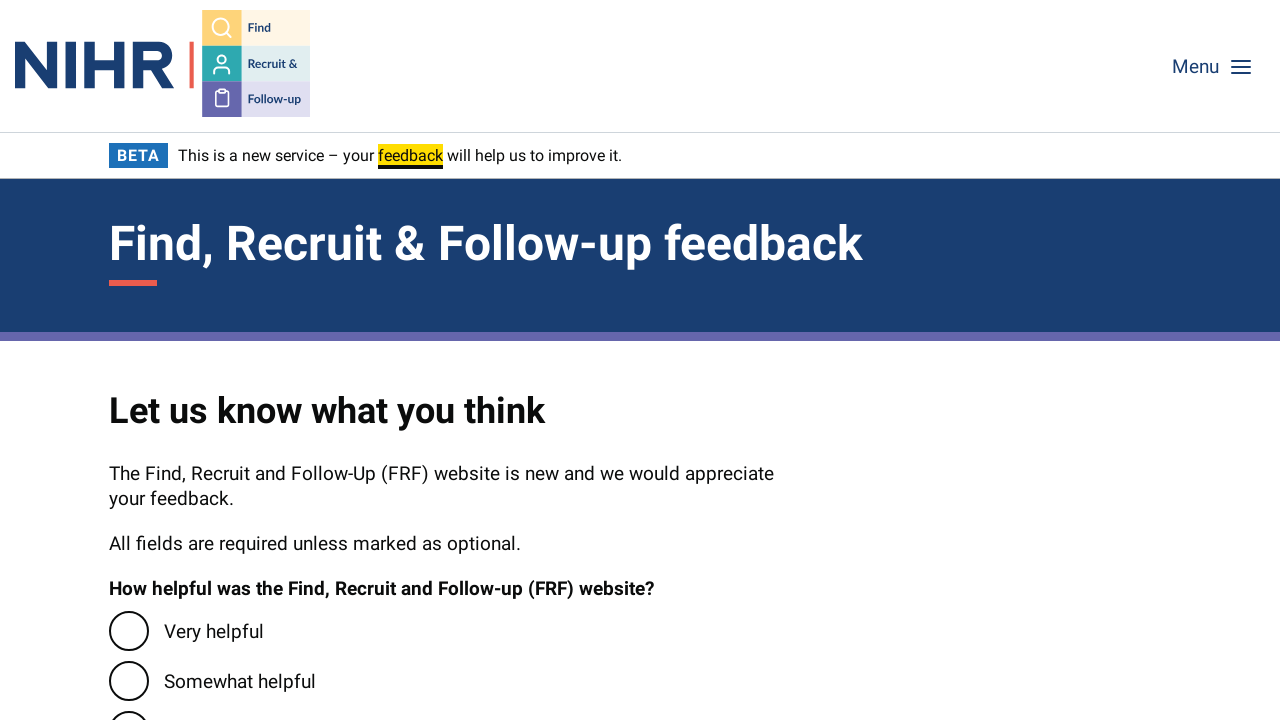 NIHR
Find
Recruit &
Follow-up
Menu
BETA This is a new service – your feedback will help us to improve it.
Find, Recruit & Follow-up feedback
Let us know what you think
The Find, Recruit and Follow-Up (FRF) website is new and we would appreciate
your feedback.
All fields are required unless marked as optional.
How helpful was the Find, Recruit and Follow-up (FRF) website?
Very helpful
Somewhat helpful